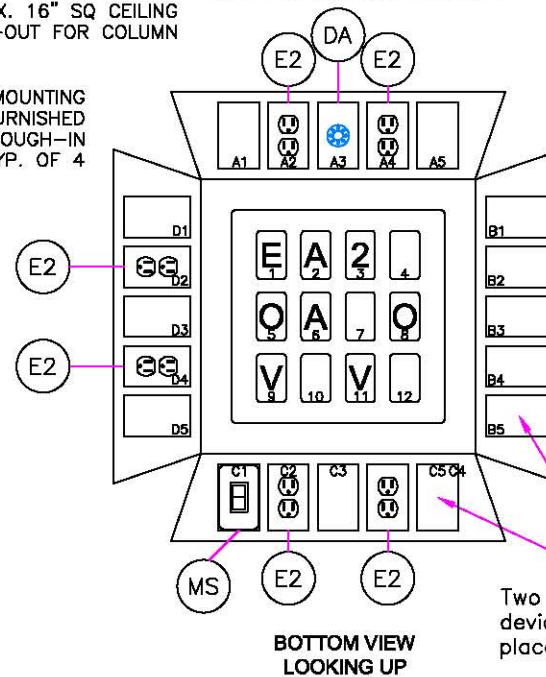 X. 16" SQ CEILING
-OUT FOR COLUMN
DA
E2
E2
MOUNTING
URNISHED
OUGH-IN
YP. OF 4
A1
A2
A3
A4
A5
D1
E2
D2
D3
E2
D4
D5
B1
B2
B3
B4
B5
E
1
A
2
2
3
4
O
5
A
6
7
O
8
V
9
10
V
11
12
C1
C2
C3
C5 C4
MS
E2
E2
Two
devic
place
BOTTOM VIEW
LOOKING UP